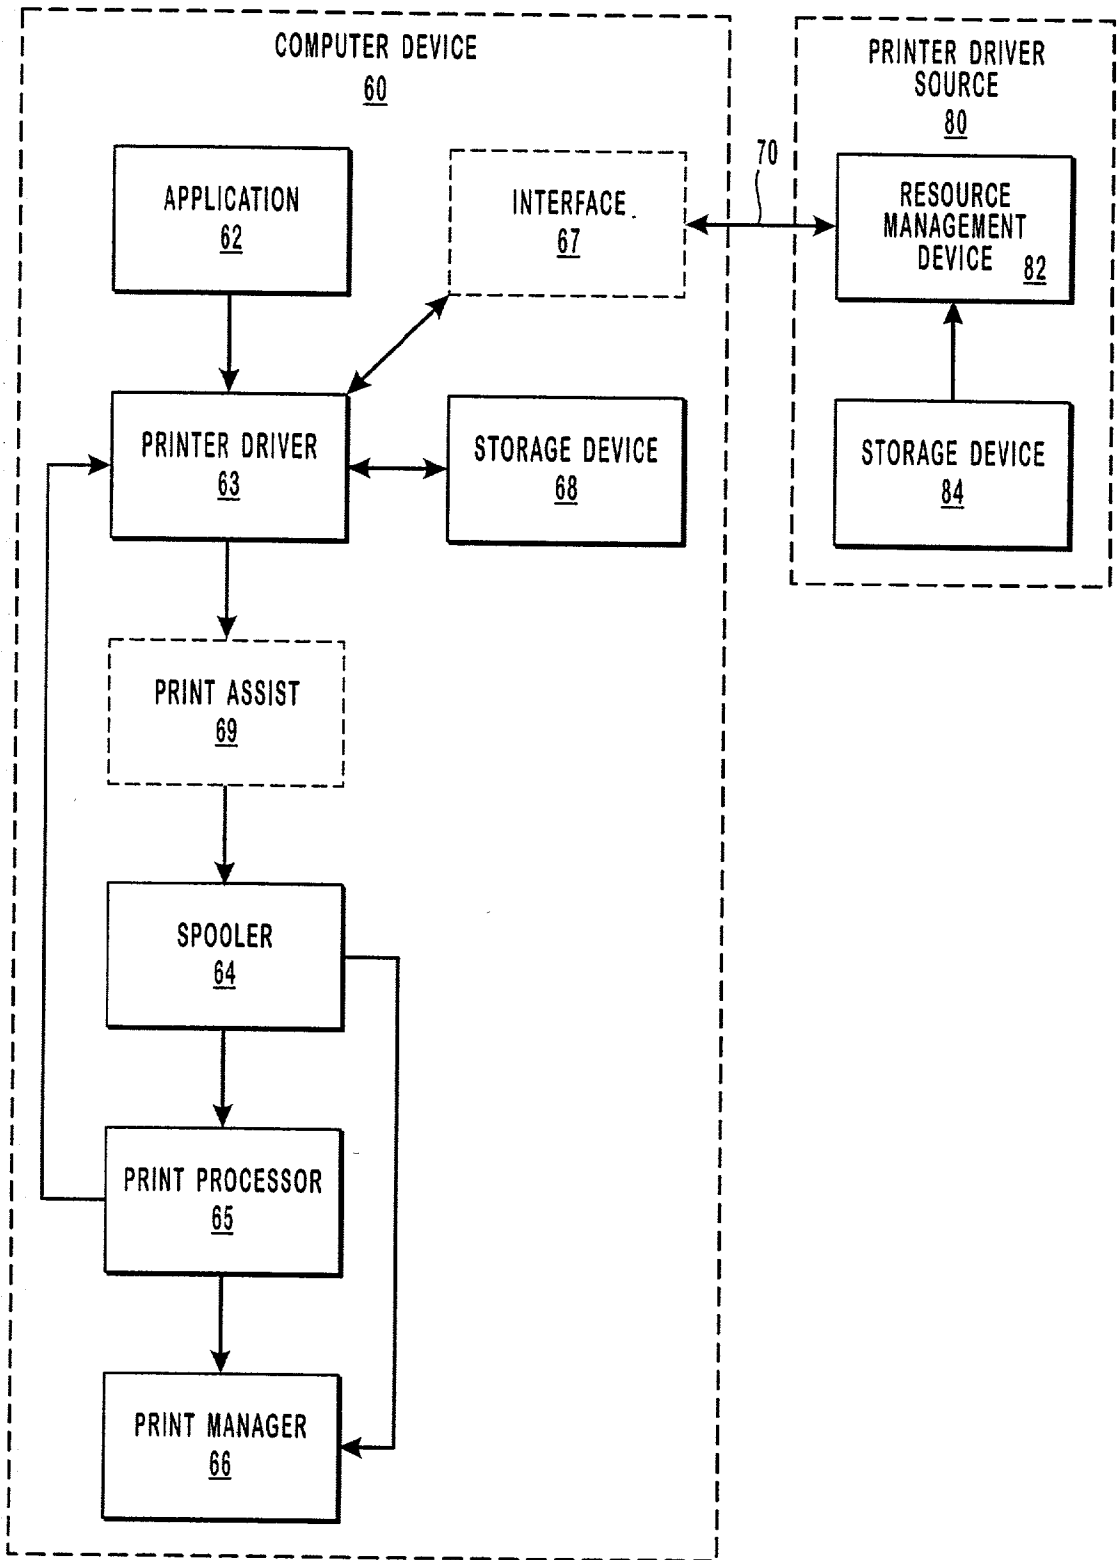 COMPUTER DEVICE
60
PRINTER DRIVER
SOURCE
80
APPLICATION
62
INTERFACE
67
70
RESOURCE
MANAGEMENT
DEVICE
82
PRINTER DRIVER
63
STORAGE DEVICE
68
STORAGE DEVICE
84
PRINT ASSIST
69
SPOOLER
64
PRINT PROCESSOR
65
PRINT MANAGER
66